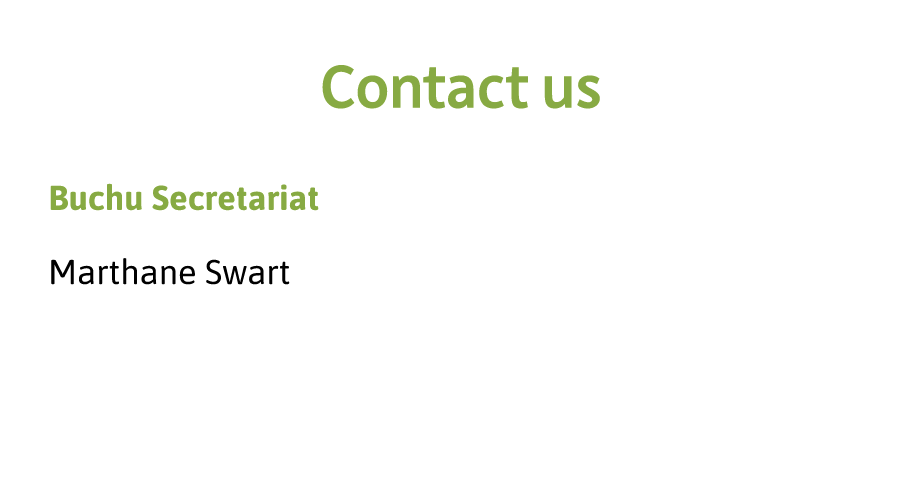 Contact us
Buchu Secretariat
Marthane Swart